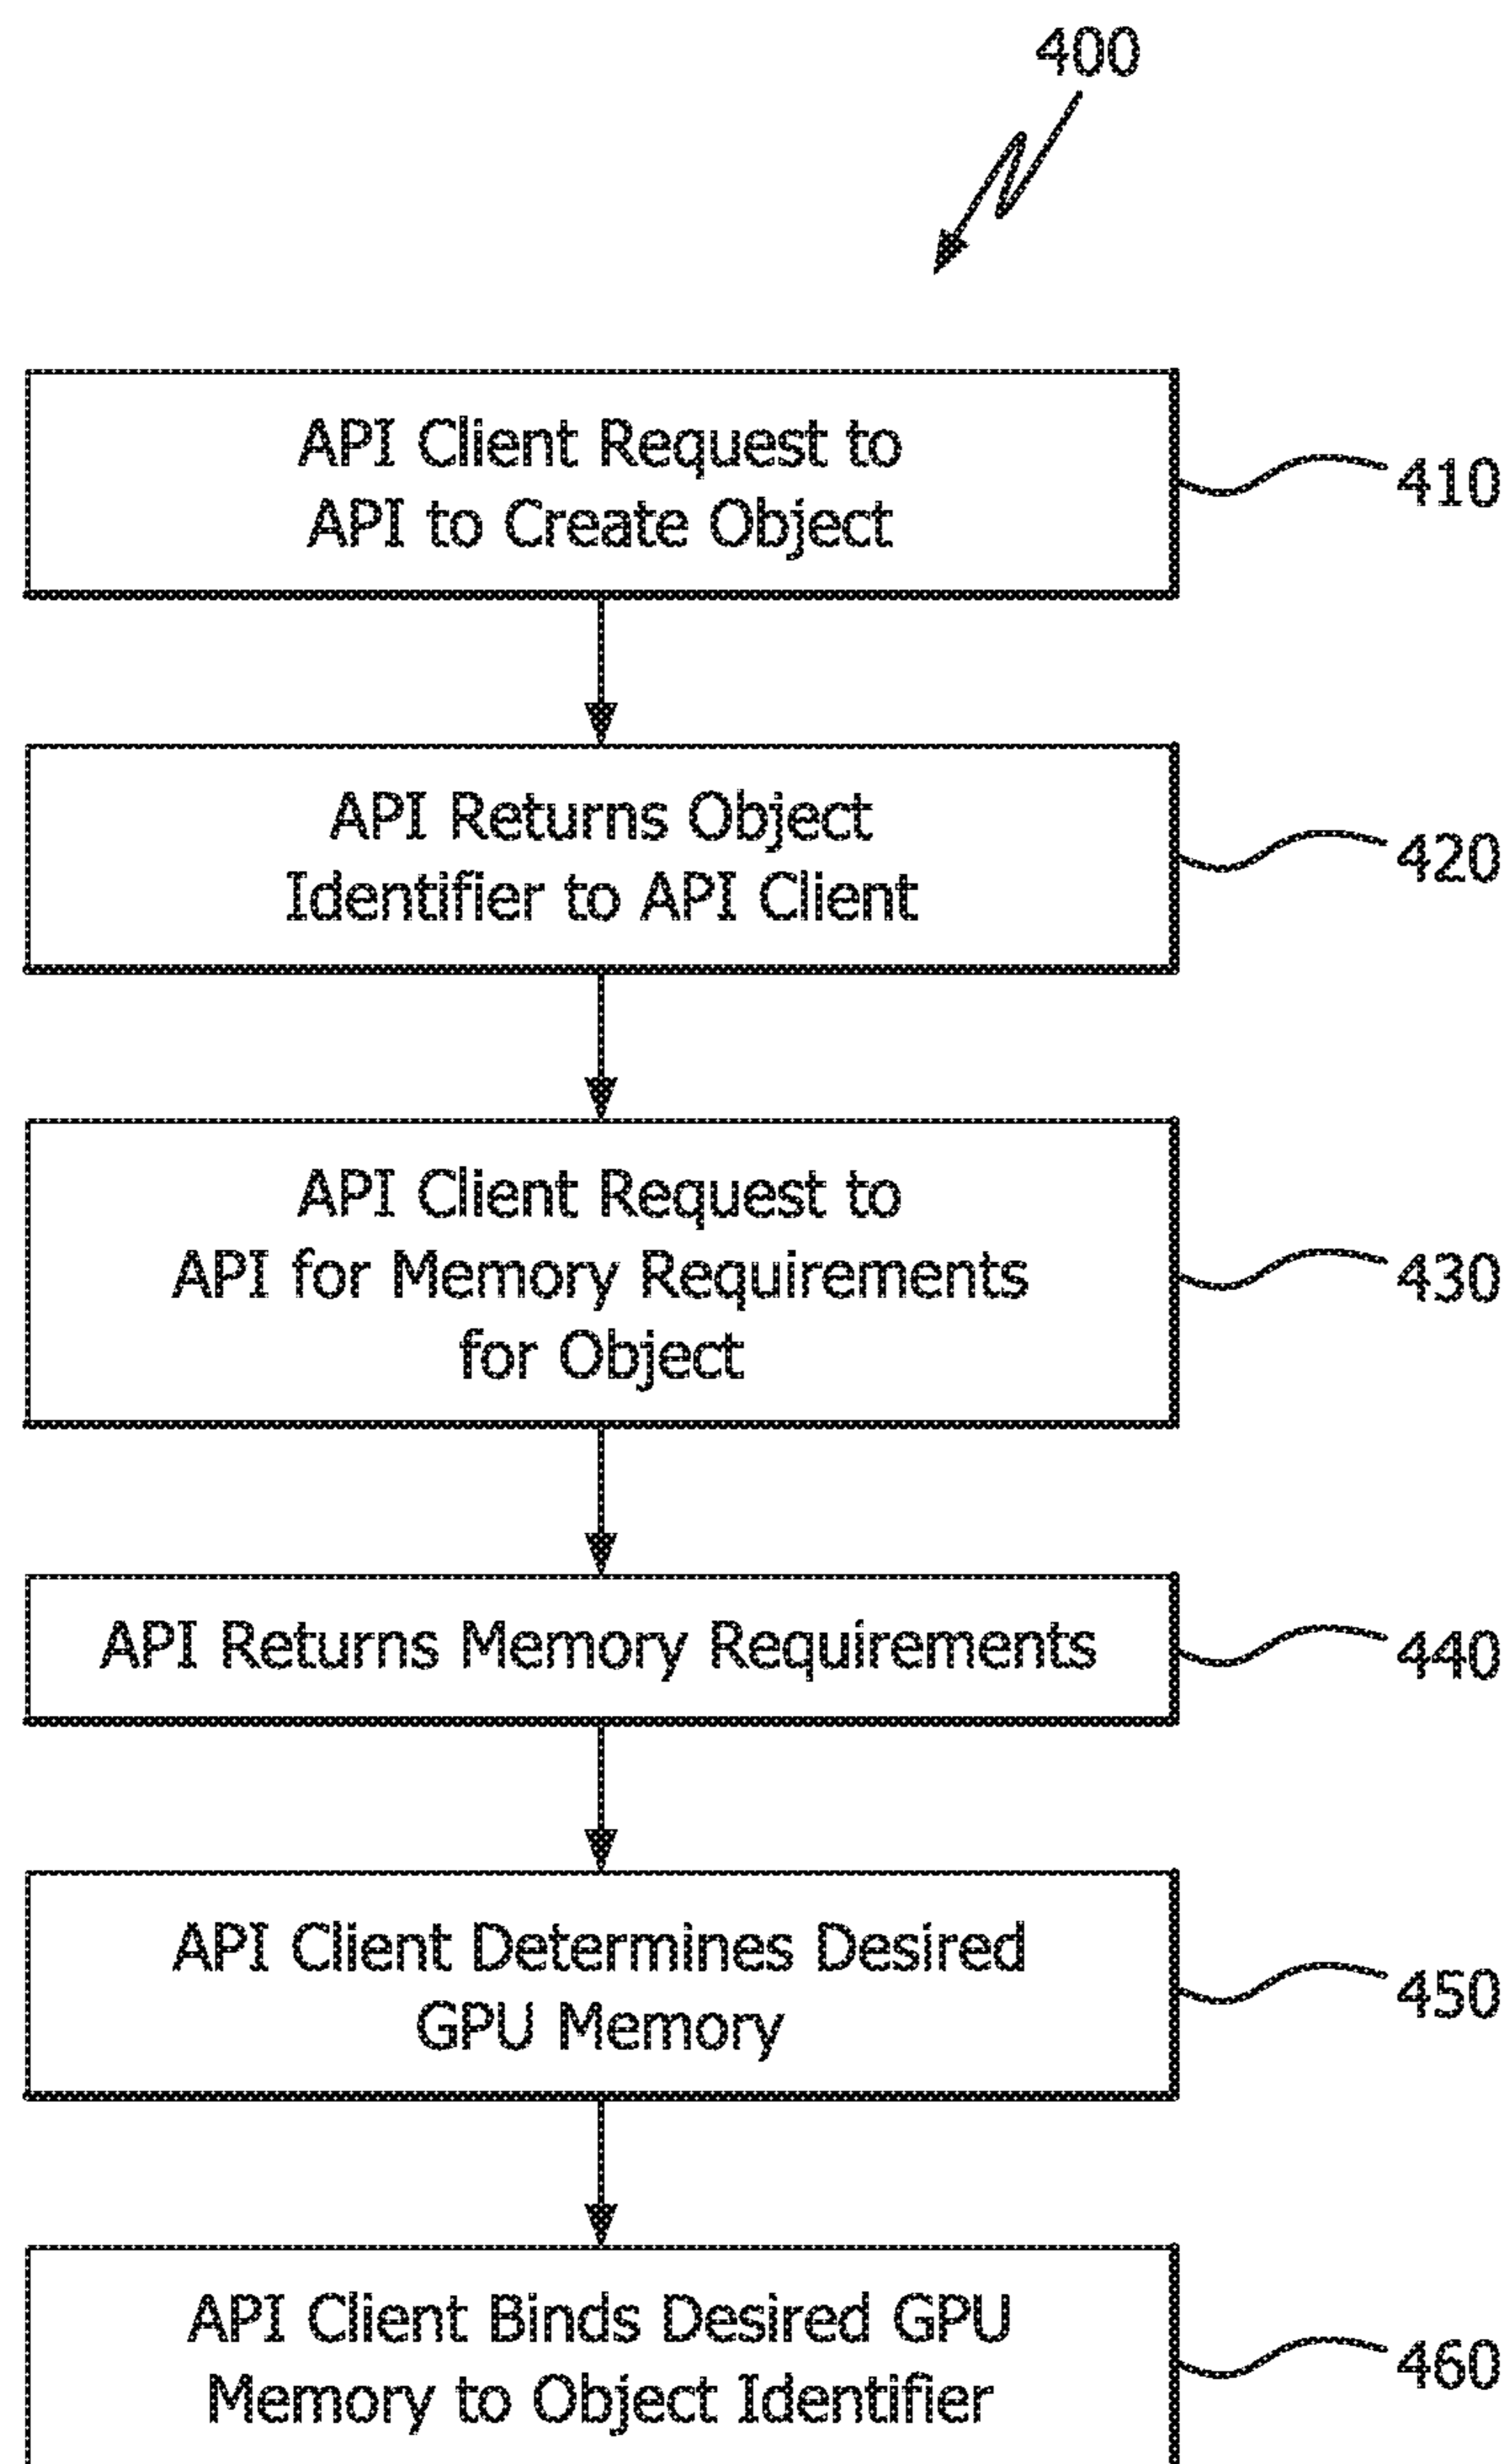 400
API Client Request to
API to Create Object
410
API Returns Object
Identifier to API Client
420
API Client Request to
API for Memory Requirements
for Object
430
API Returns Memory Requirements
440
API Client Determines Desired
GPU Memory
450
API Client Binds Desired GPU
Memory to Object Identifier
460